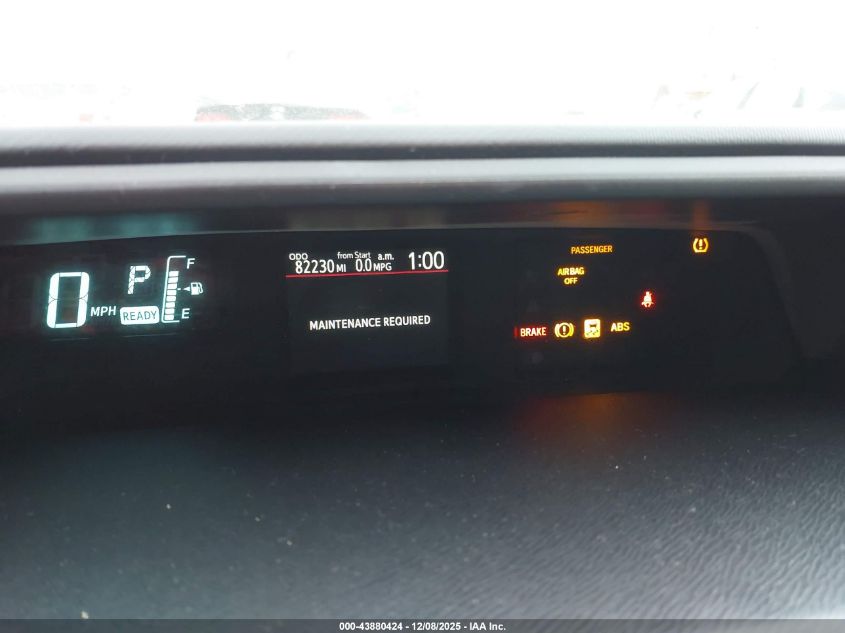 ODO from Start a.m.
82230 MI 0.0 MPG 1:00
PASSENGER
F
P
AIR BAG
OFF
0 MPH READY E
MAINTENANCE REQUIRED
BRAKE ABS
000-43880424 - 12/08/2025 - IAA Inc.